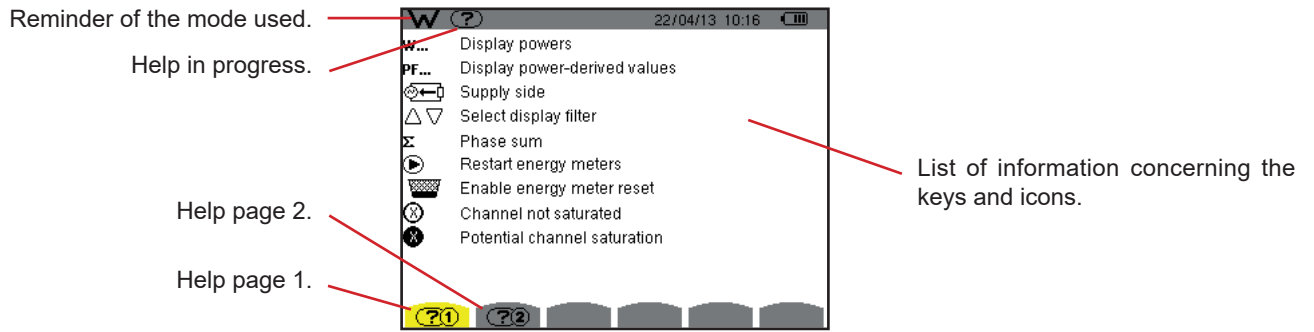 Reminder of the mode used.
Help in progress.
Help page 2.
Help page 1.
W ? 22/04/13 10:16
W... Display powers
PF... Display power-derived values
Supply side
Select display filter
Σ Phase sum
Restart energy meters
Enable energy meter reset
X Channel not saturated
X Potential channel saturation
?1 ?2
List of information concerning the
keys and icons.